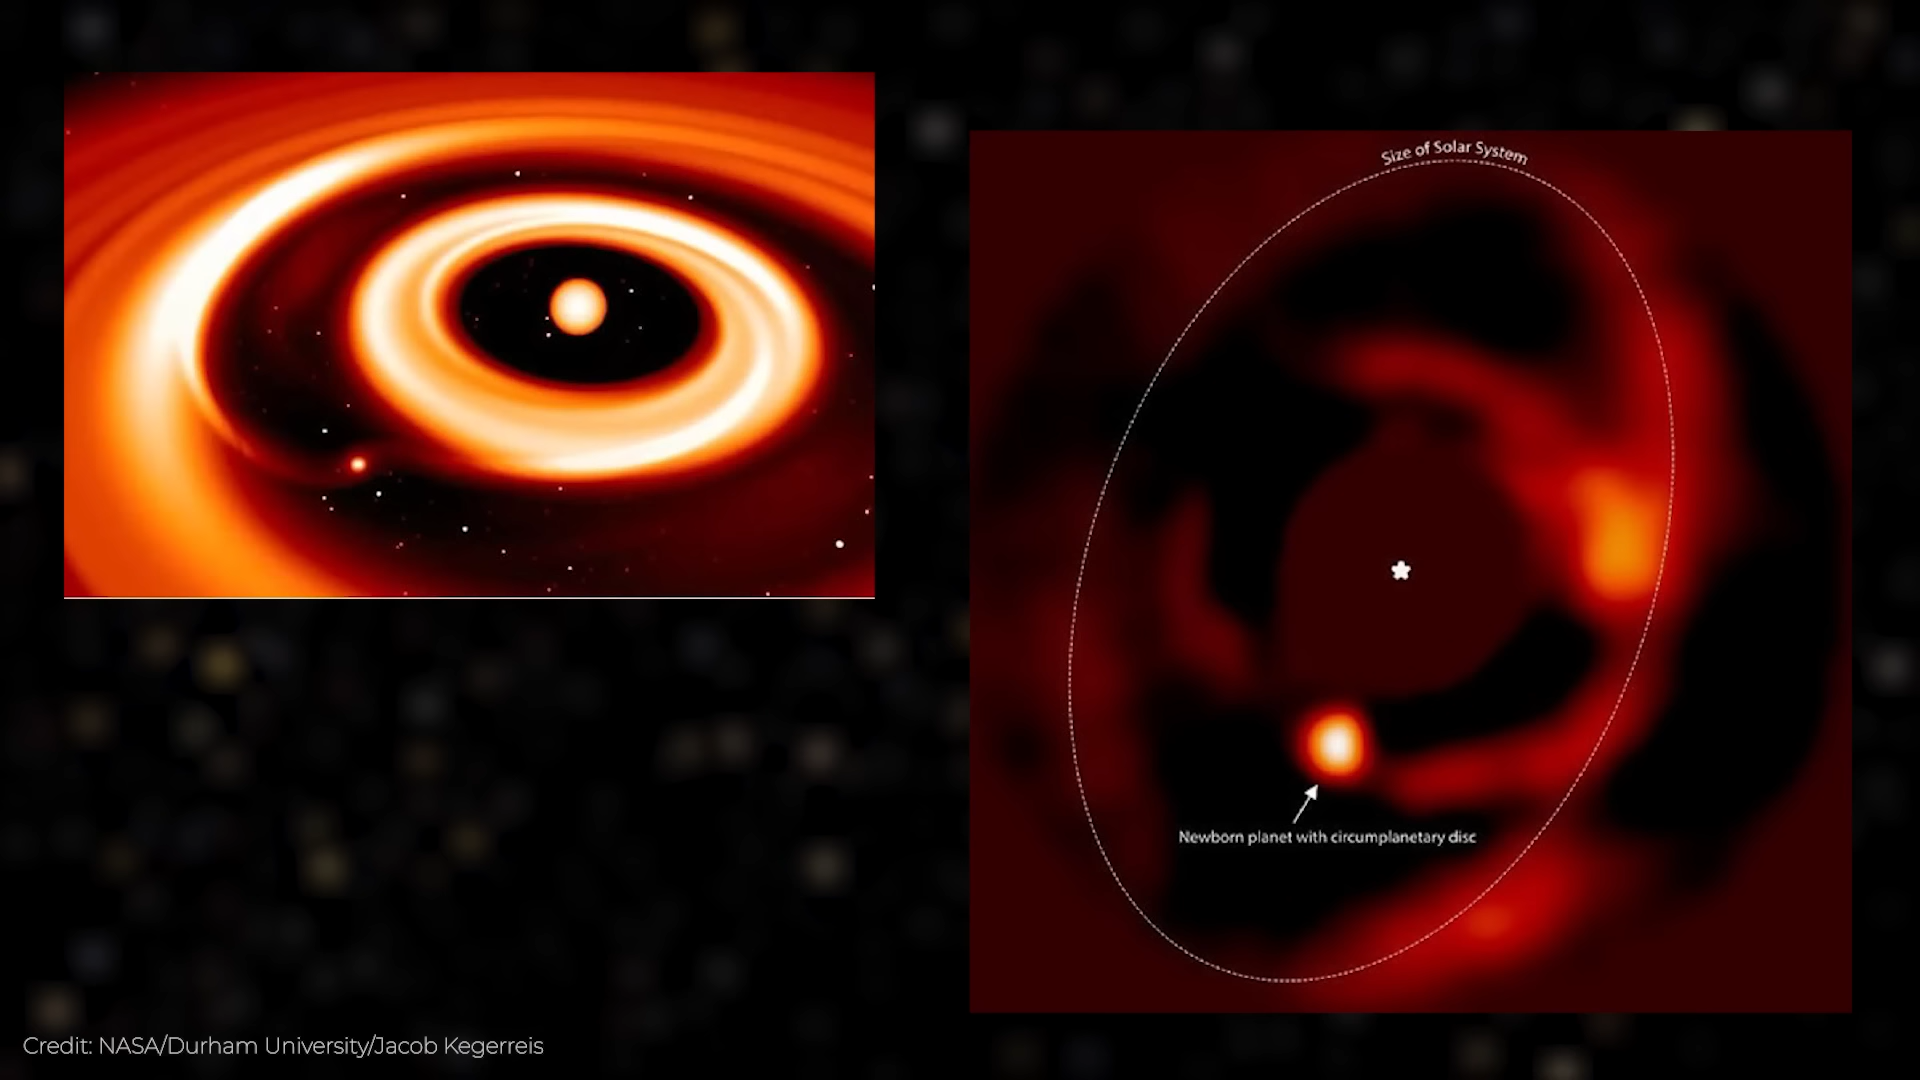 Size of Solar System
Newborn planet with circumplanetary disc
Credit: NASA/Durham University/Jacob Kegerreis